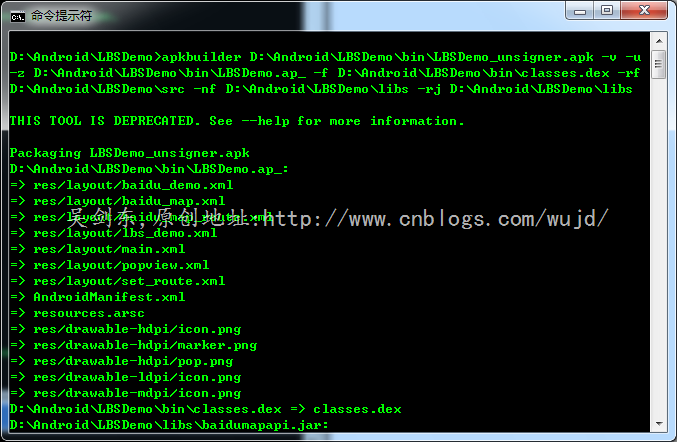 命令提示符
D:\Android\LBSDemo>apkbuilder D:\Android\LBSDemo\bin\LBSDemo_unsigner.apk -v -u
-z D:\Android\LBSDemo\bin\LBSDemo.ap_ -f D:\Android\LBSDemo\bin\classes.dex -rf
D:\Android\LBSDemo\src -nf D:\Android\LBSDemo\libs -rj D:\Android\LBSDemo\libs
THIS TOOL IS DEPRECATED. See --help for more information.
Packaging LBSDemo_unsigner.apk
D:\Android\LBSDemo\bin\LBSDemo.ap_:
=> res/layout/baidu_demo.xml
=> res/layout/baidu_map.xml
=> res/layout/baidu_map_route.xml
吴剑东,原创地址:http://www.cnblogs.com/wujd/
=> res/layout/lbs_demo.xml
=> res/layout/main.xml
=> res/layout/popview.xml
=> res/layout/set_route.xml
=> AndroidManifest.xml
=> resources.arsc
=> res/drawable-hdpi/icon.png
=> res/drawable-hdpi/marker.png
=> res/drawable-hdpi/pop.png
=> res/drawable-ldpi/icon.png
=> res/drawable-mdpi/icon.png
D:\Android\LBSDemo\bin\classes.dex => classes.dex
D:\Android\LBSDemo\libs\baidumapapi.jar: